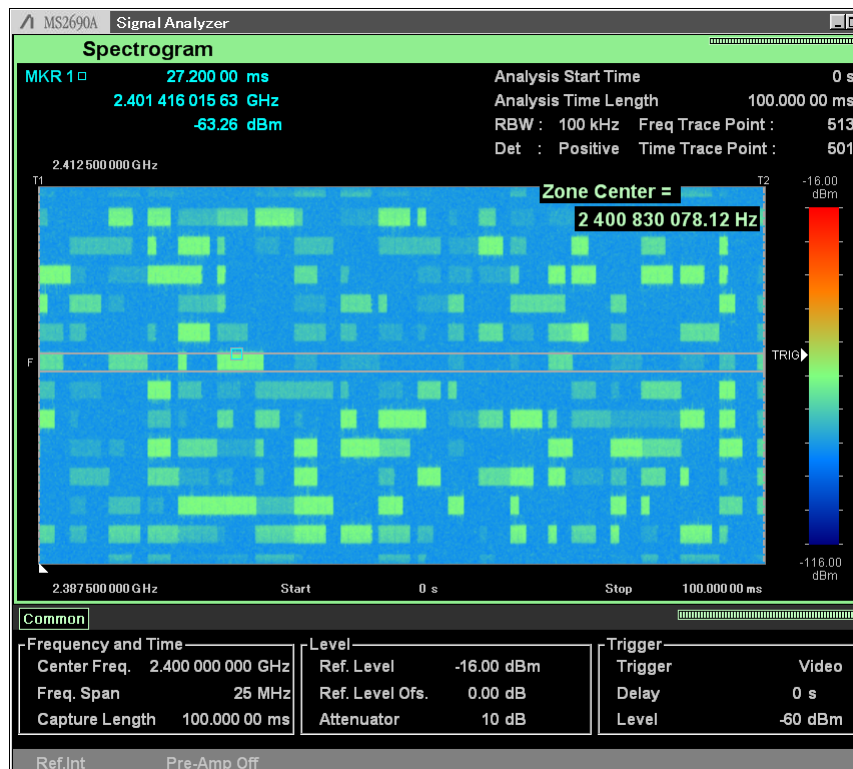 MS2690A Signal Analyzer
Spectrogram
MKR 1 27.200 00 ms
2.401 416 015 63 GHz
-63.26 dBm
Analysis Start Time 0 s
Analysis Time Length 100.000 00 ms
RBW : 100 kHz Freq Trace Point : 513
Det : Positive Time Trace Point : 501
2.412 500 000 GHz
T1
T2
Zone Center =
2 400 830 078.12 Hz
-16.00
dBm
F
TRIG
-116.00
dBm
2.387 500 000 GHz Start 0 s Stop 100.000 00 ms
Common
Frequency and Time
Center Freq. 2.400 000 000 GHz
Freq. Span 25 MHz
Capture Length 100.000 00 ms
Level
Ref. Level -16.00 dBm
Ref. Level Ofs. 0.00 dB
Attenuator 10 dB
Trigger
Trigger Video
Delay 0 s
Level -60 dBm
Ref.Int Pre-Amp Off